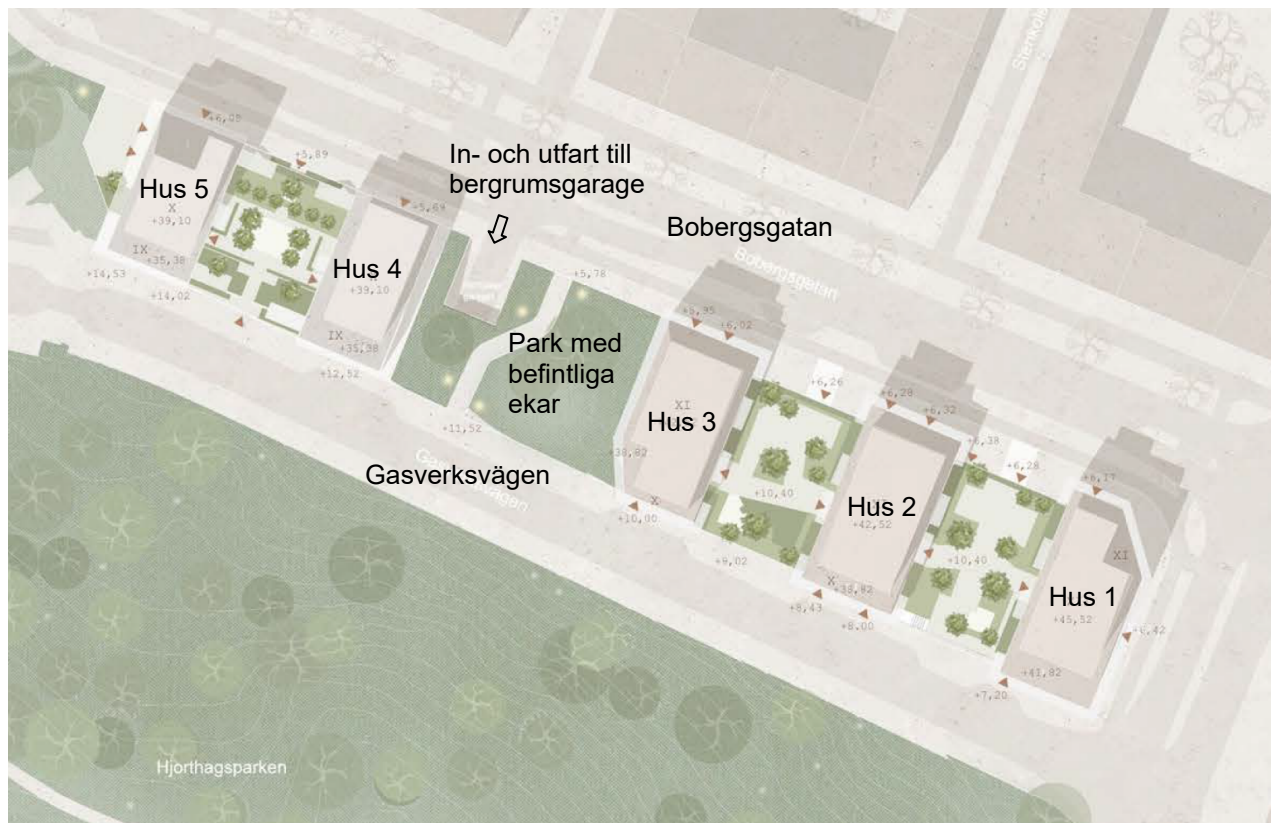 Stenkols
+6,08
+5,89
In- och utfart till
bergrumsgarage
Hus 5
X
+39,10
+5,69
Bobergsgatan
Bobergsgatan
IX
+35,38
Hus 4
+39,10
+14,53
+14,02
+5,78
+5,95
+6,02
IX
+35,38
+12,52
Park med
befintliga
ekar
+6,26
+6,28
+6,32
XI
Hus 3
+11,52
+6,38
+6,28
+6,17
Gasverksvägen
Gasverksvägen
+38,82
X
+10,00
+10,40
Hus 2
+42,52
+9,02
+10,40
XI
X
+38,82
+8,43
+8,00
Hus 1
+45,52
+6,42
+41,82
+7,20
Hjorthagsparken